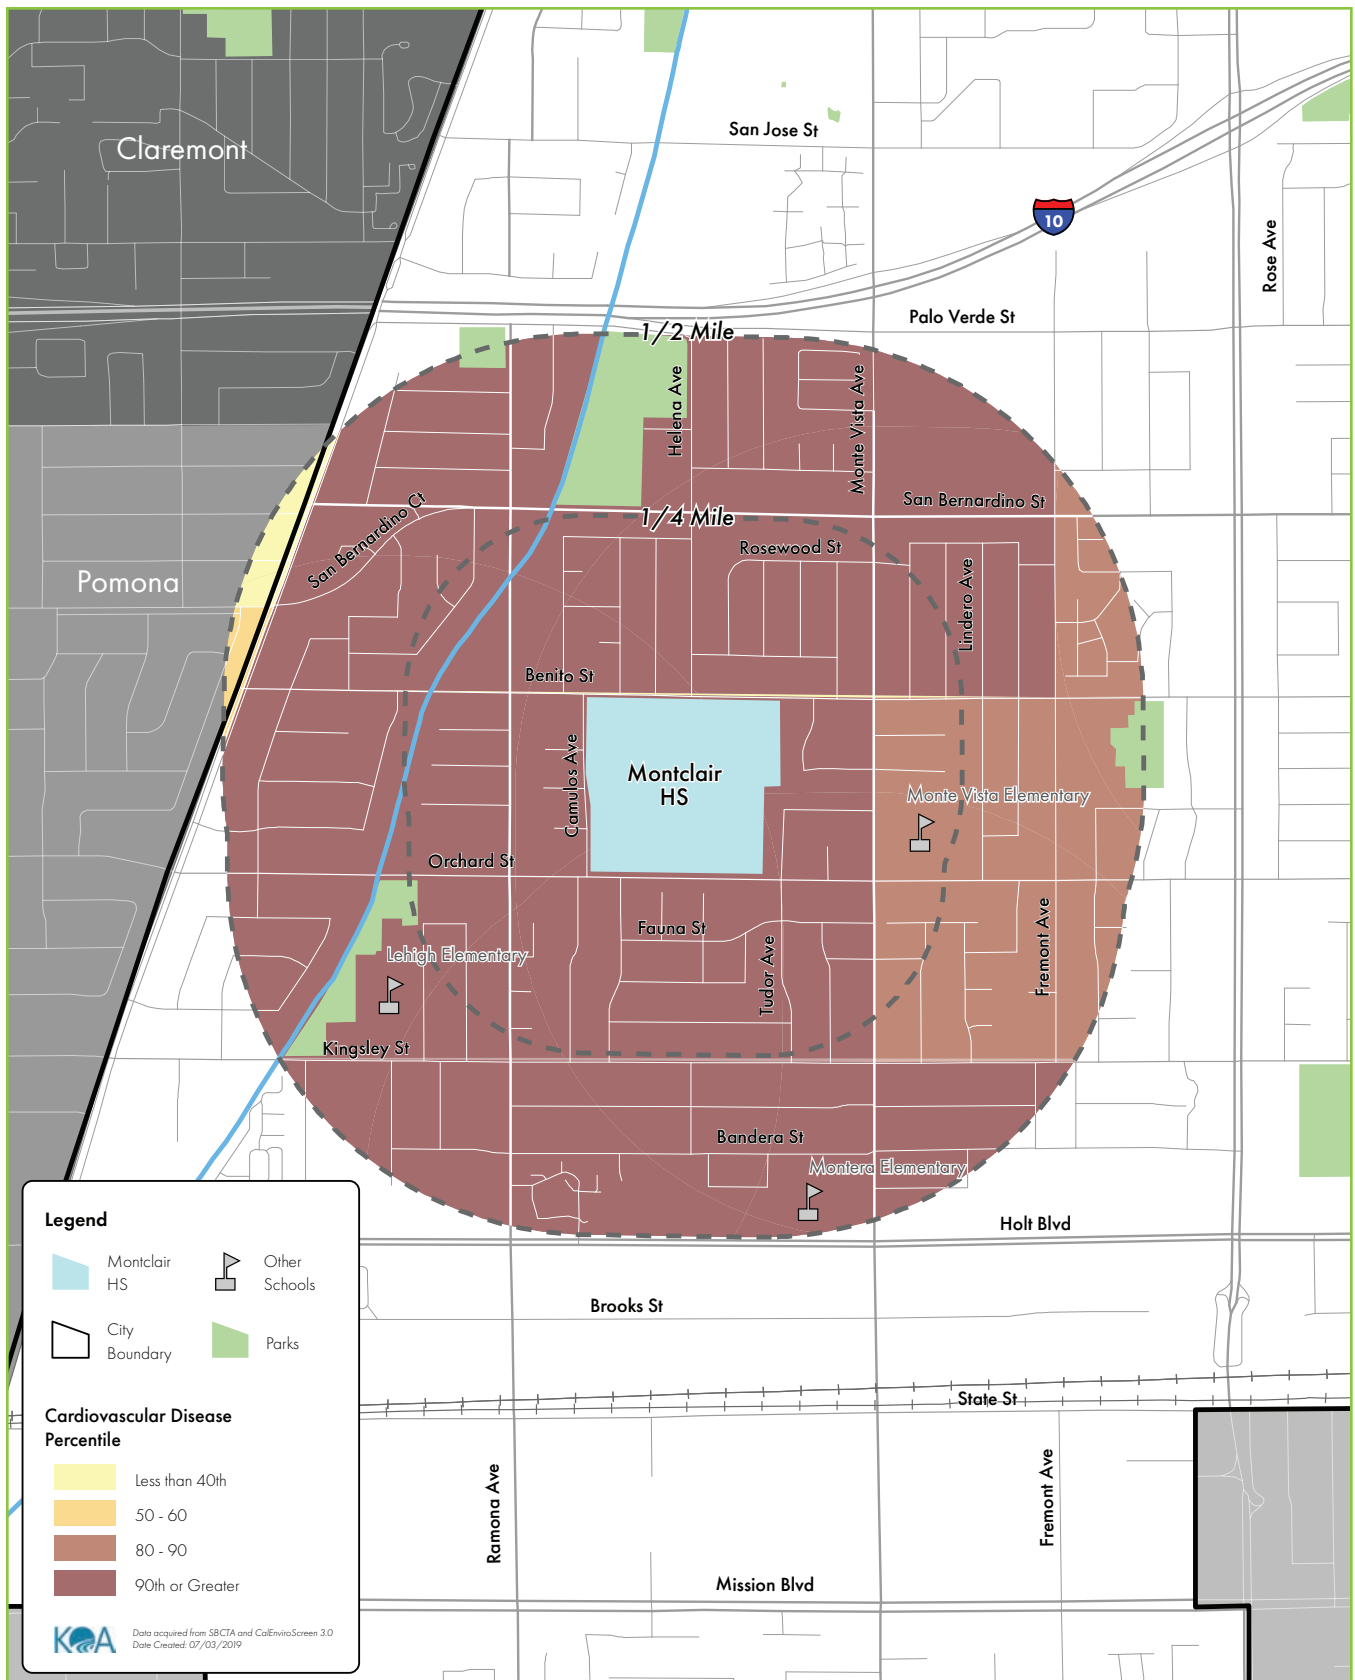 Claremont
San Jose St
10
Rose Ave
Palo Verde St
1/2 Mile
Helena Ave
Monte Vista Ave
San Bernardino Ct
San Bernardino St
1/4 Mile
Rosewood St
Lindero Ave
Pomona
Benito St
Camulos Ave
Montclair
HS
Monte Vista Elementary
Orchard St
Fauna St
Tudor Ave
Fremont Ave
Lehigh Elementary
Kingsley St
Bandera St
Montera Elementary
Holt Blvd
Brooks St
State St
Ramona Ave
Fremont Ave
Mission Blvd
Legend
Montclair
HS
Other
Schools
City
Boundary
Parks
Cardiovascular Disease
Percentile
Less than 40th
50 - 60
80 - 90
90th or Greater
KOA
Data acquired from SBCTA and CalEnviroScreen 3.0
Date Created: 07/03/2019